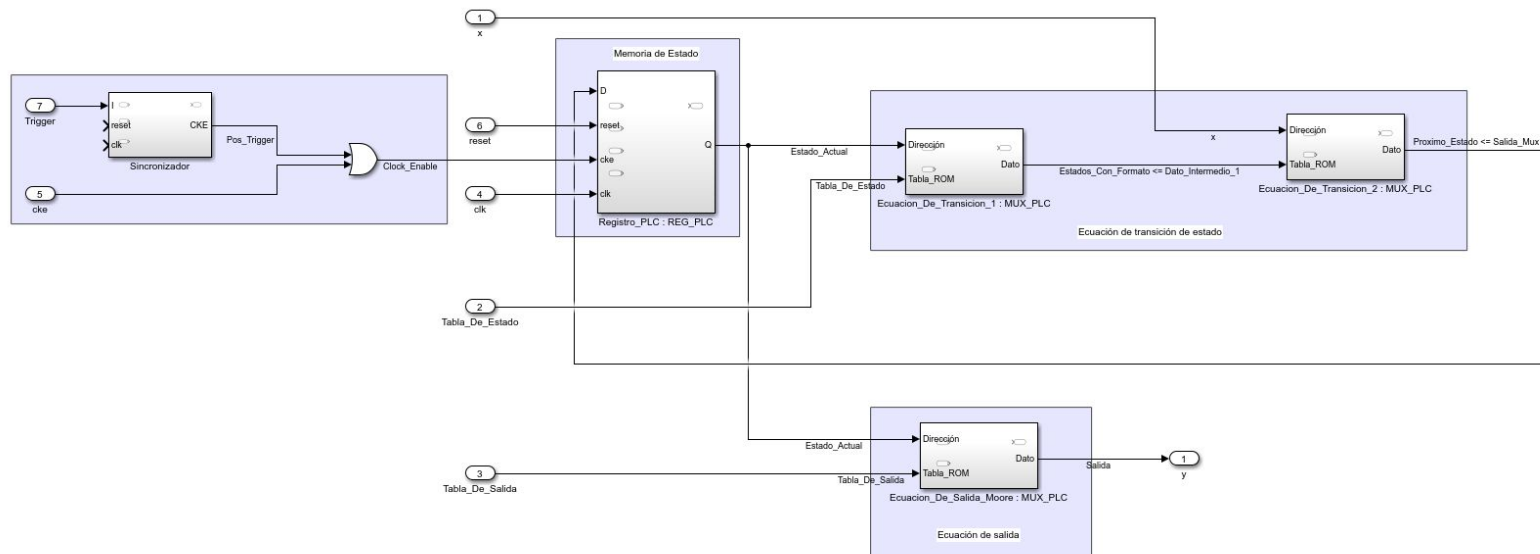 1
x
Memoria de Estado
7
Trigger
I
reset
CKE
clk
Sincronizador
Pos_Trigger
Clock_Enable
5
cke
6
reset
4
clk
D
reset
cke
clk
Q
Registro_PLC : REG_PLC
Estado_Actual
Tabla_De_Estado
Dirección
Tabla_ROM
Dato
Ecuacion_De_Transicion_1 : MUX_PLC
Estados_Con_Formato <= Dato_Intermedio_1
x
Dirección
Dato
Tabla_ROM
Ecuacion_De_Transicion_2 : MUX_PLC
Proximo_Estado <= Salida_Mux
Ecuación de transición de estado
2
Tabla_De_Estado
Estado_Actual
3
Tabla_De_Salida
Tabla_De_Salida
Dirección
Dato
Tabla_ROM
Ecuacion_De_Salida_Moore : MUX_PLC
Salida
1
y
Ecuación de salida